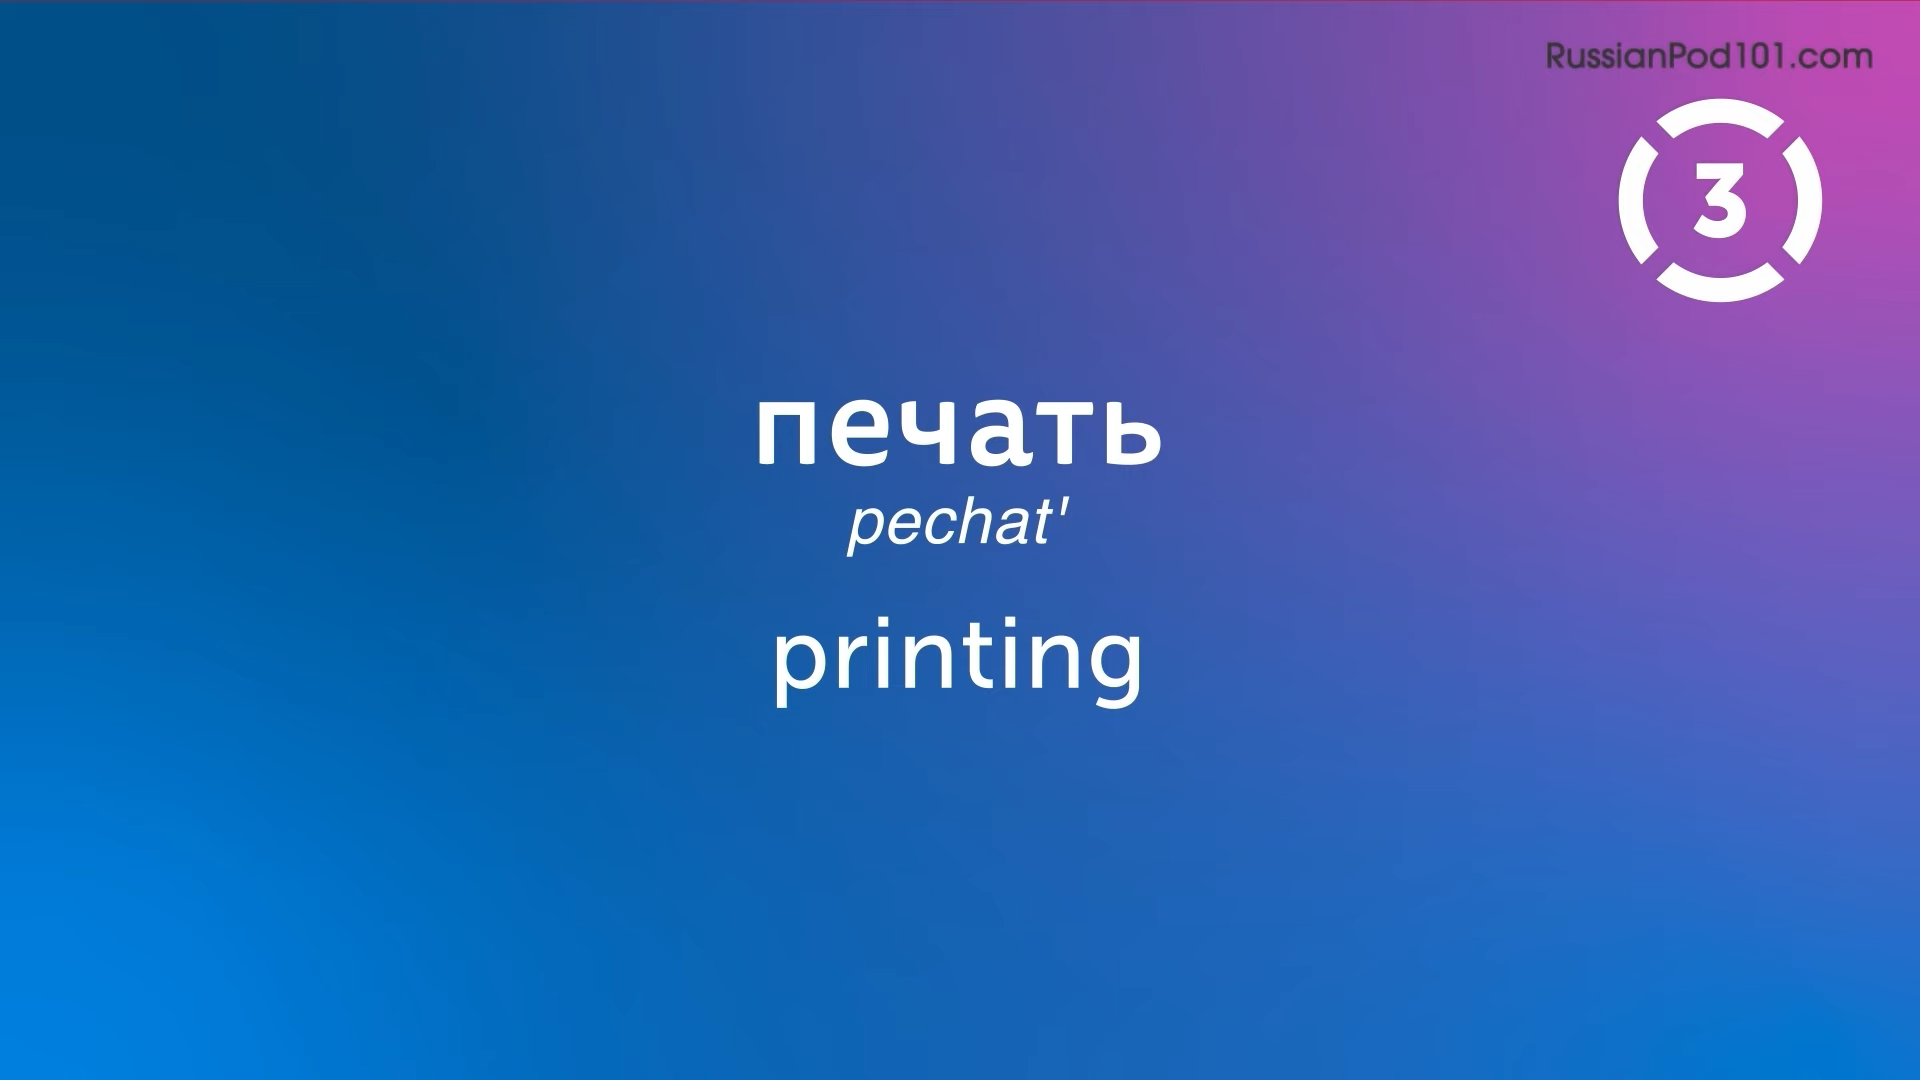 RussianPod101.com
3
печать
pechat'
printing